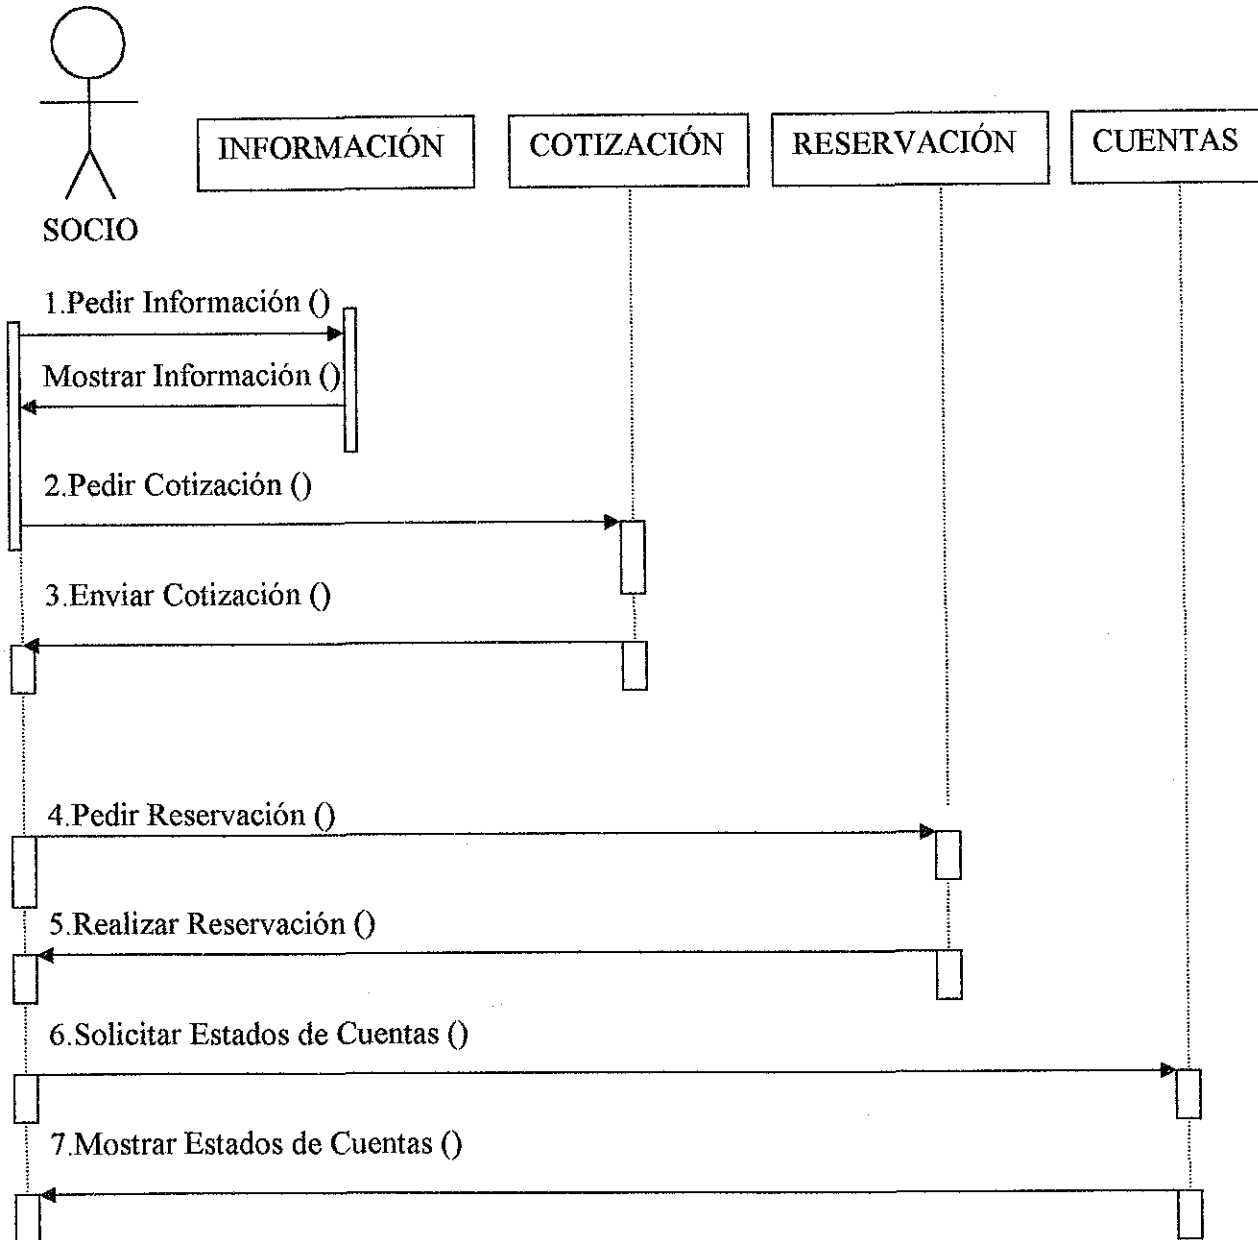 INFORMACIÓN
COTIZACIÓN
RESERVACIÓN
CUENTAS
SOCIO
1.Pedir Información ()
Mostrar Información ()
2.Pedir Cotización ()
3.Enviar Cotización ()
4.Pedir Reservación ()
5.Realizar Reservación ()
6.Solicitar Estados de Cuentas ()
7.Mostrar Estados de Cuentas ()